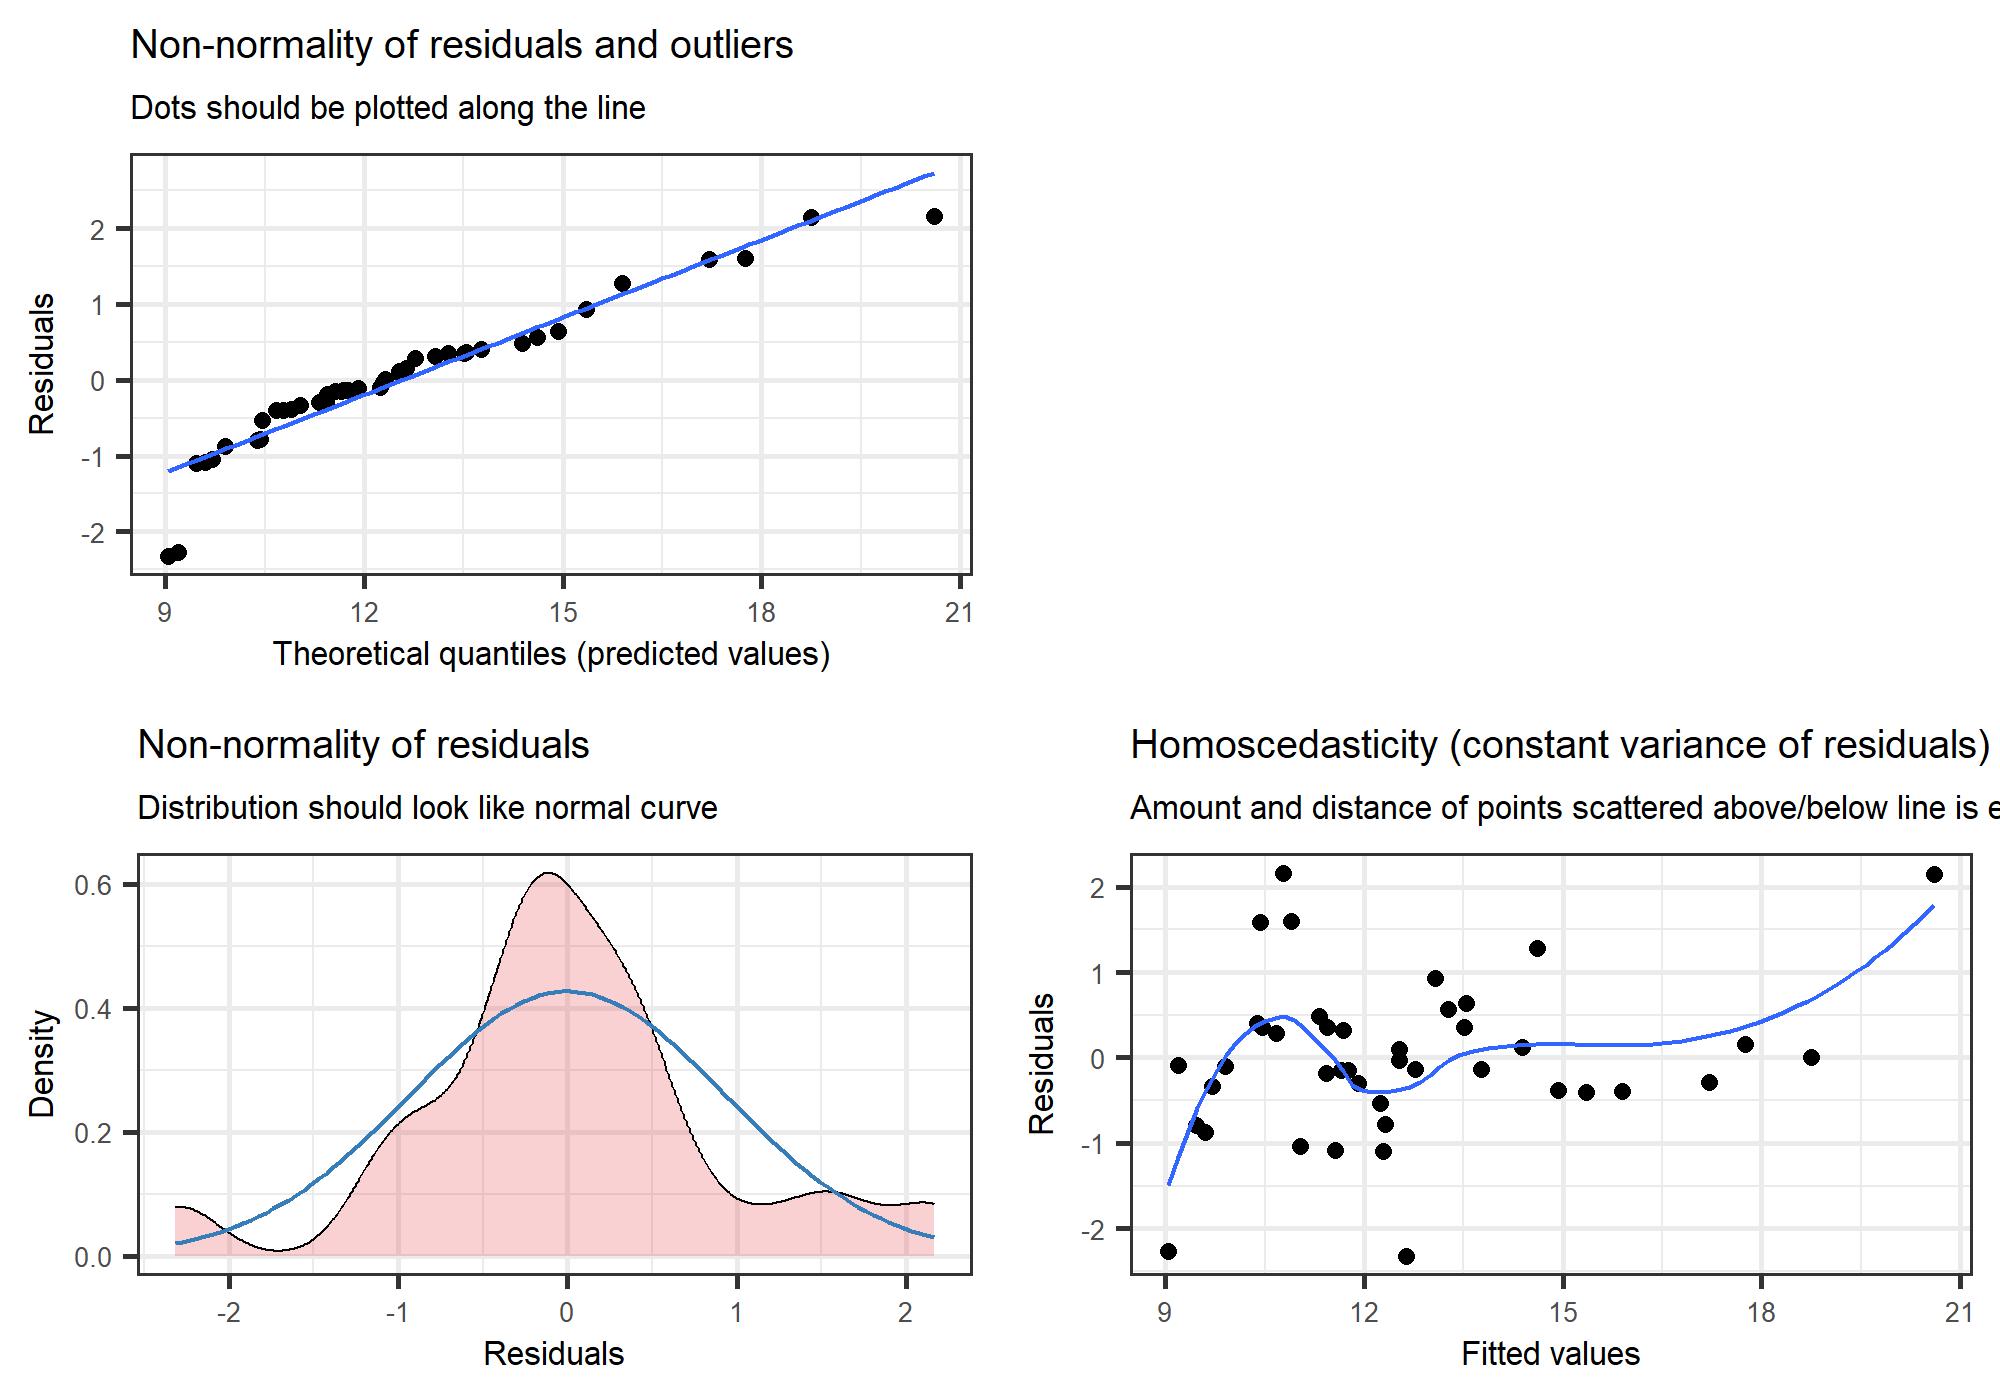 Non-normality of residuals and outliers
Dots should be plotted along the line
2
1
0
-1
-2
Residuals
9 12 15 18 21
Theoretical quantiles (predicted values)
Non-normality of residuals
Distribution should look like normal curve
0.6
0.4
0.2
0.0
Density
-2 -1 0 1 2
Residuals
Homoscedasticity (constant variance of residuals)
Amount and distance of points scattered above/below line is e
2
1
0
-1
-2
Residuals
9 12 15 18 21
Fitted values